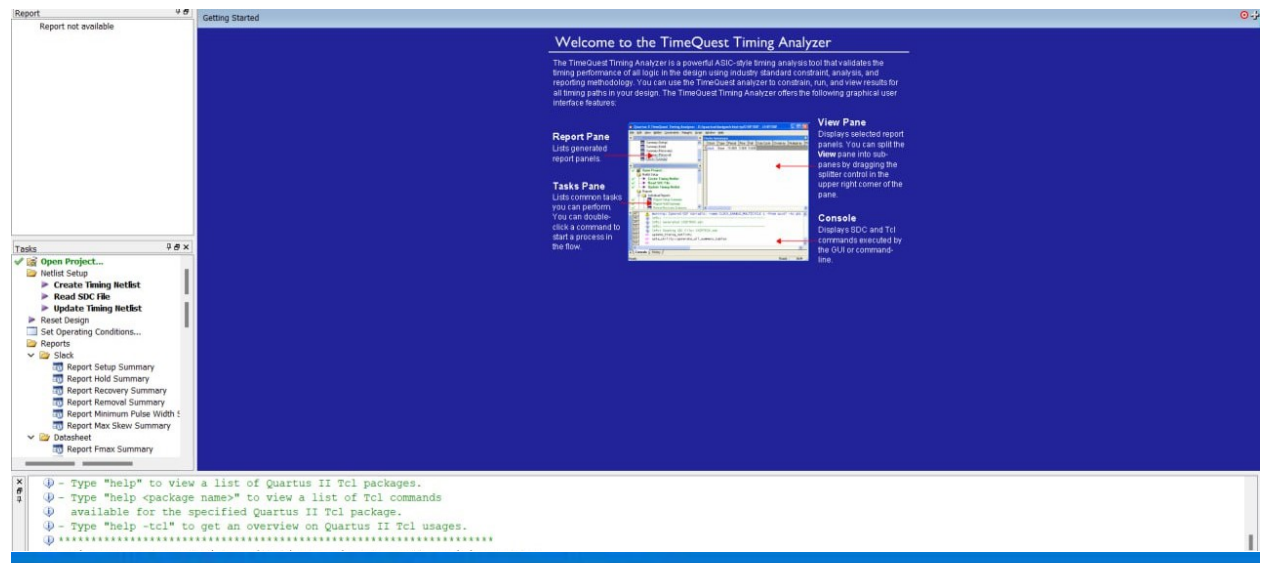 Report
Report not available
Getting Started
Welcome to the TimeQuest Timing Analyzer
The TimeQuest Timing Analyzer is a powerful ASIC-style timing analysis tool that validates the
timing performance of all logic in the design using industry standard constraint, analysis, and
reporting methodology. You can use the TimeQuest analyzer to constrain, run, and view results for
all timing paths in your design. The TimeQuest Timing Analyzer offers the following graphical user
interface features:
Report Pane
Lists generated
report panels.
Tasks Pane
Lists common tasks
you can perform.
You can double-
click a command to
start a process in
the flow.
View Pane
Displays selected report
panels. You can split the
View pane into sub-
panes by dragging the
splitter control in the
upper right corner of the
pane.
Console
Displays SDC and Tcl
commands executed by
the GUI or command-
line.
Tasks
Open Project...
Netlist Setup
Create Timing Netlist
Read SDC File
Update Timing Netlist
Reset Design
Set Operating Conditions...
Reports
Slack
Report Setup Summary
Report Hold Summary
Report Recovery Summary
Report Removal Summary
Report Minimum Pulse Width
Report Max Skew Summary
Datasheet
Report Fmax Summary
- Type "help" to view a list of Quartus II Tcl packages.
- Type "help <package name>" to view a list of Tcl commands
available for the specified Quartus II Tcl package.
- Type "help -tcl" to get an overview on Quartus II Tcl usages.
*******************************************************************